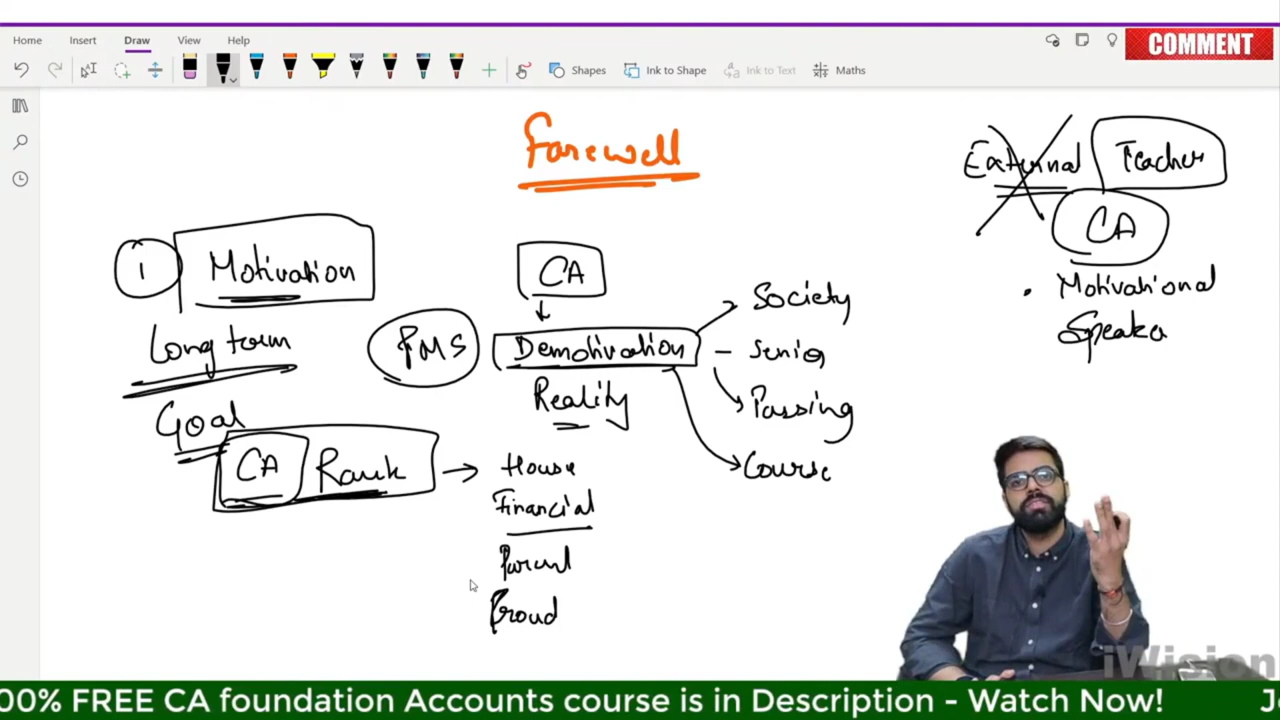 Home Insert Draw View Help
COMMENT
Shapes Ink to Shape Ink to Text Maths
Farewell
External Teacher
CA
Motivational
Speaker
1 Motivation
Long term
Goal
CA Rank
PMS
CA
Demotivation
Reality
Society
Senior
Passing
Course
House
Financial
Parent
Proud
iWision
00% FREE CA foundation Accounts course is in Description - Watch Now! J